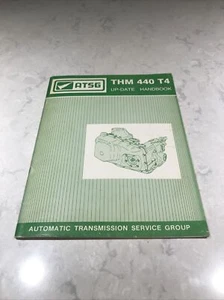 ATSG
THM 440 T4
UP-DATE HANDBOOK
AUTOMATIC TRANSMISSION SERVICE GROUP